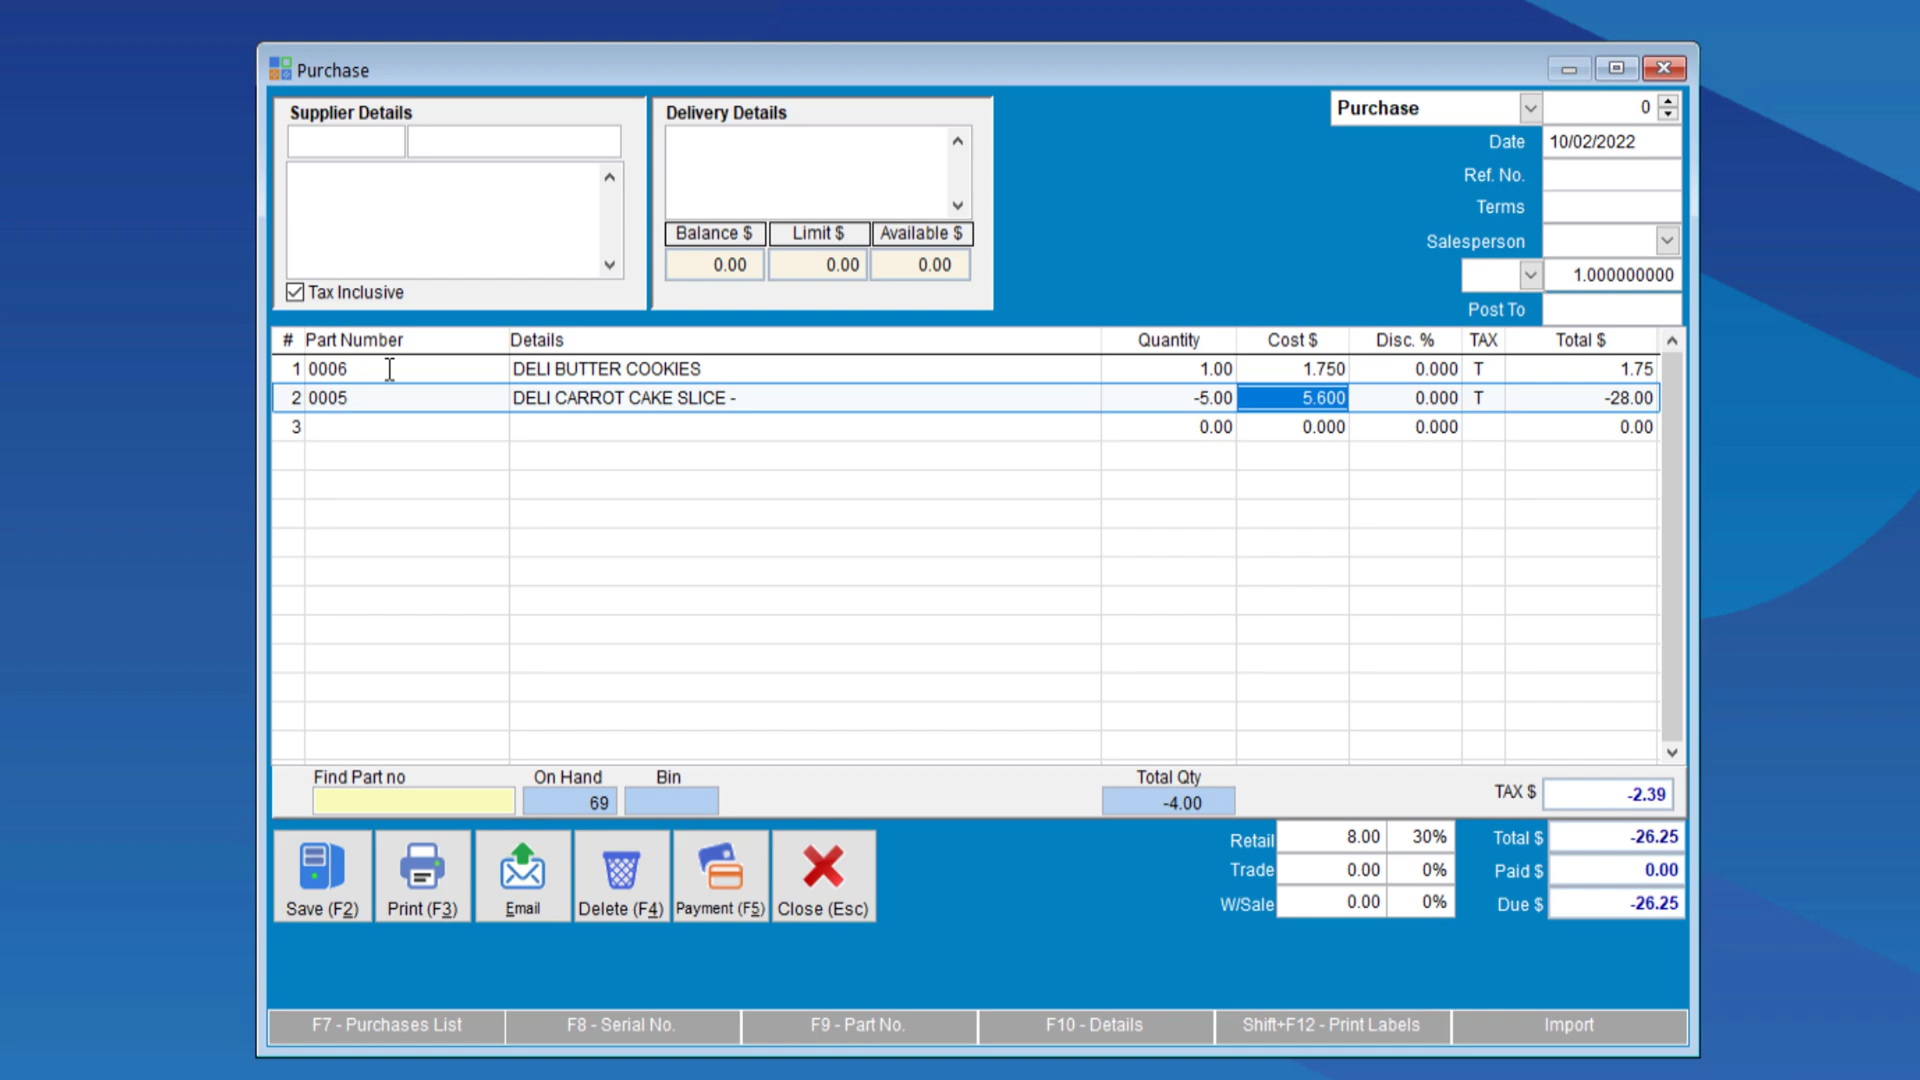 Purchase
Supplier Details
Delivery Details
Purchase 0
Date 10/02/2022
Ref. No.
Terms
Balance $ Limit $ Available $
Salesperson
0.00 0.00 0.00
1.000000000
Tax Inclusive
Post To
# Part Number Details Quantity Cost $ Disc. % TAX Total $
1 0006 DELI BUTTER COOKIES 1.00 1.750 0.000 T 1.75
2 0005 DELI CARROT CAKE SLICE - -5.00 5.600 0.000 T -28.00
3 0.00 0.000 0.000 0.00
Find Part no On Hand Bin Total Qty
69 -4.00 TAX $ -2.39
Retail 8.00 30% Total $ -26.25
Trade 0.00 0% Paid $ 0.00
W/Sale 0.00 0% Due $ -26.25
Save (F2) Print (F3) Email Delete (F4) Payment (F5) Close (Esc)
F7 - Purchases List F8 - Serial No. F9 - Part No. F10 - Details Shift+F12 - Print Labels Import